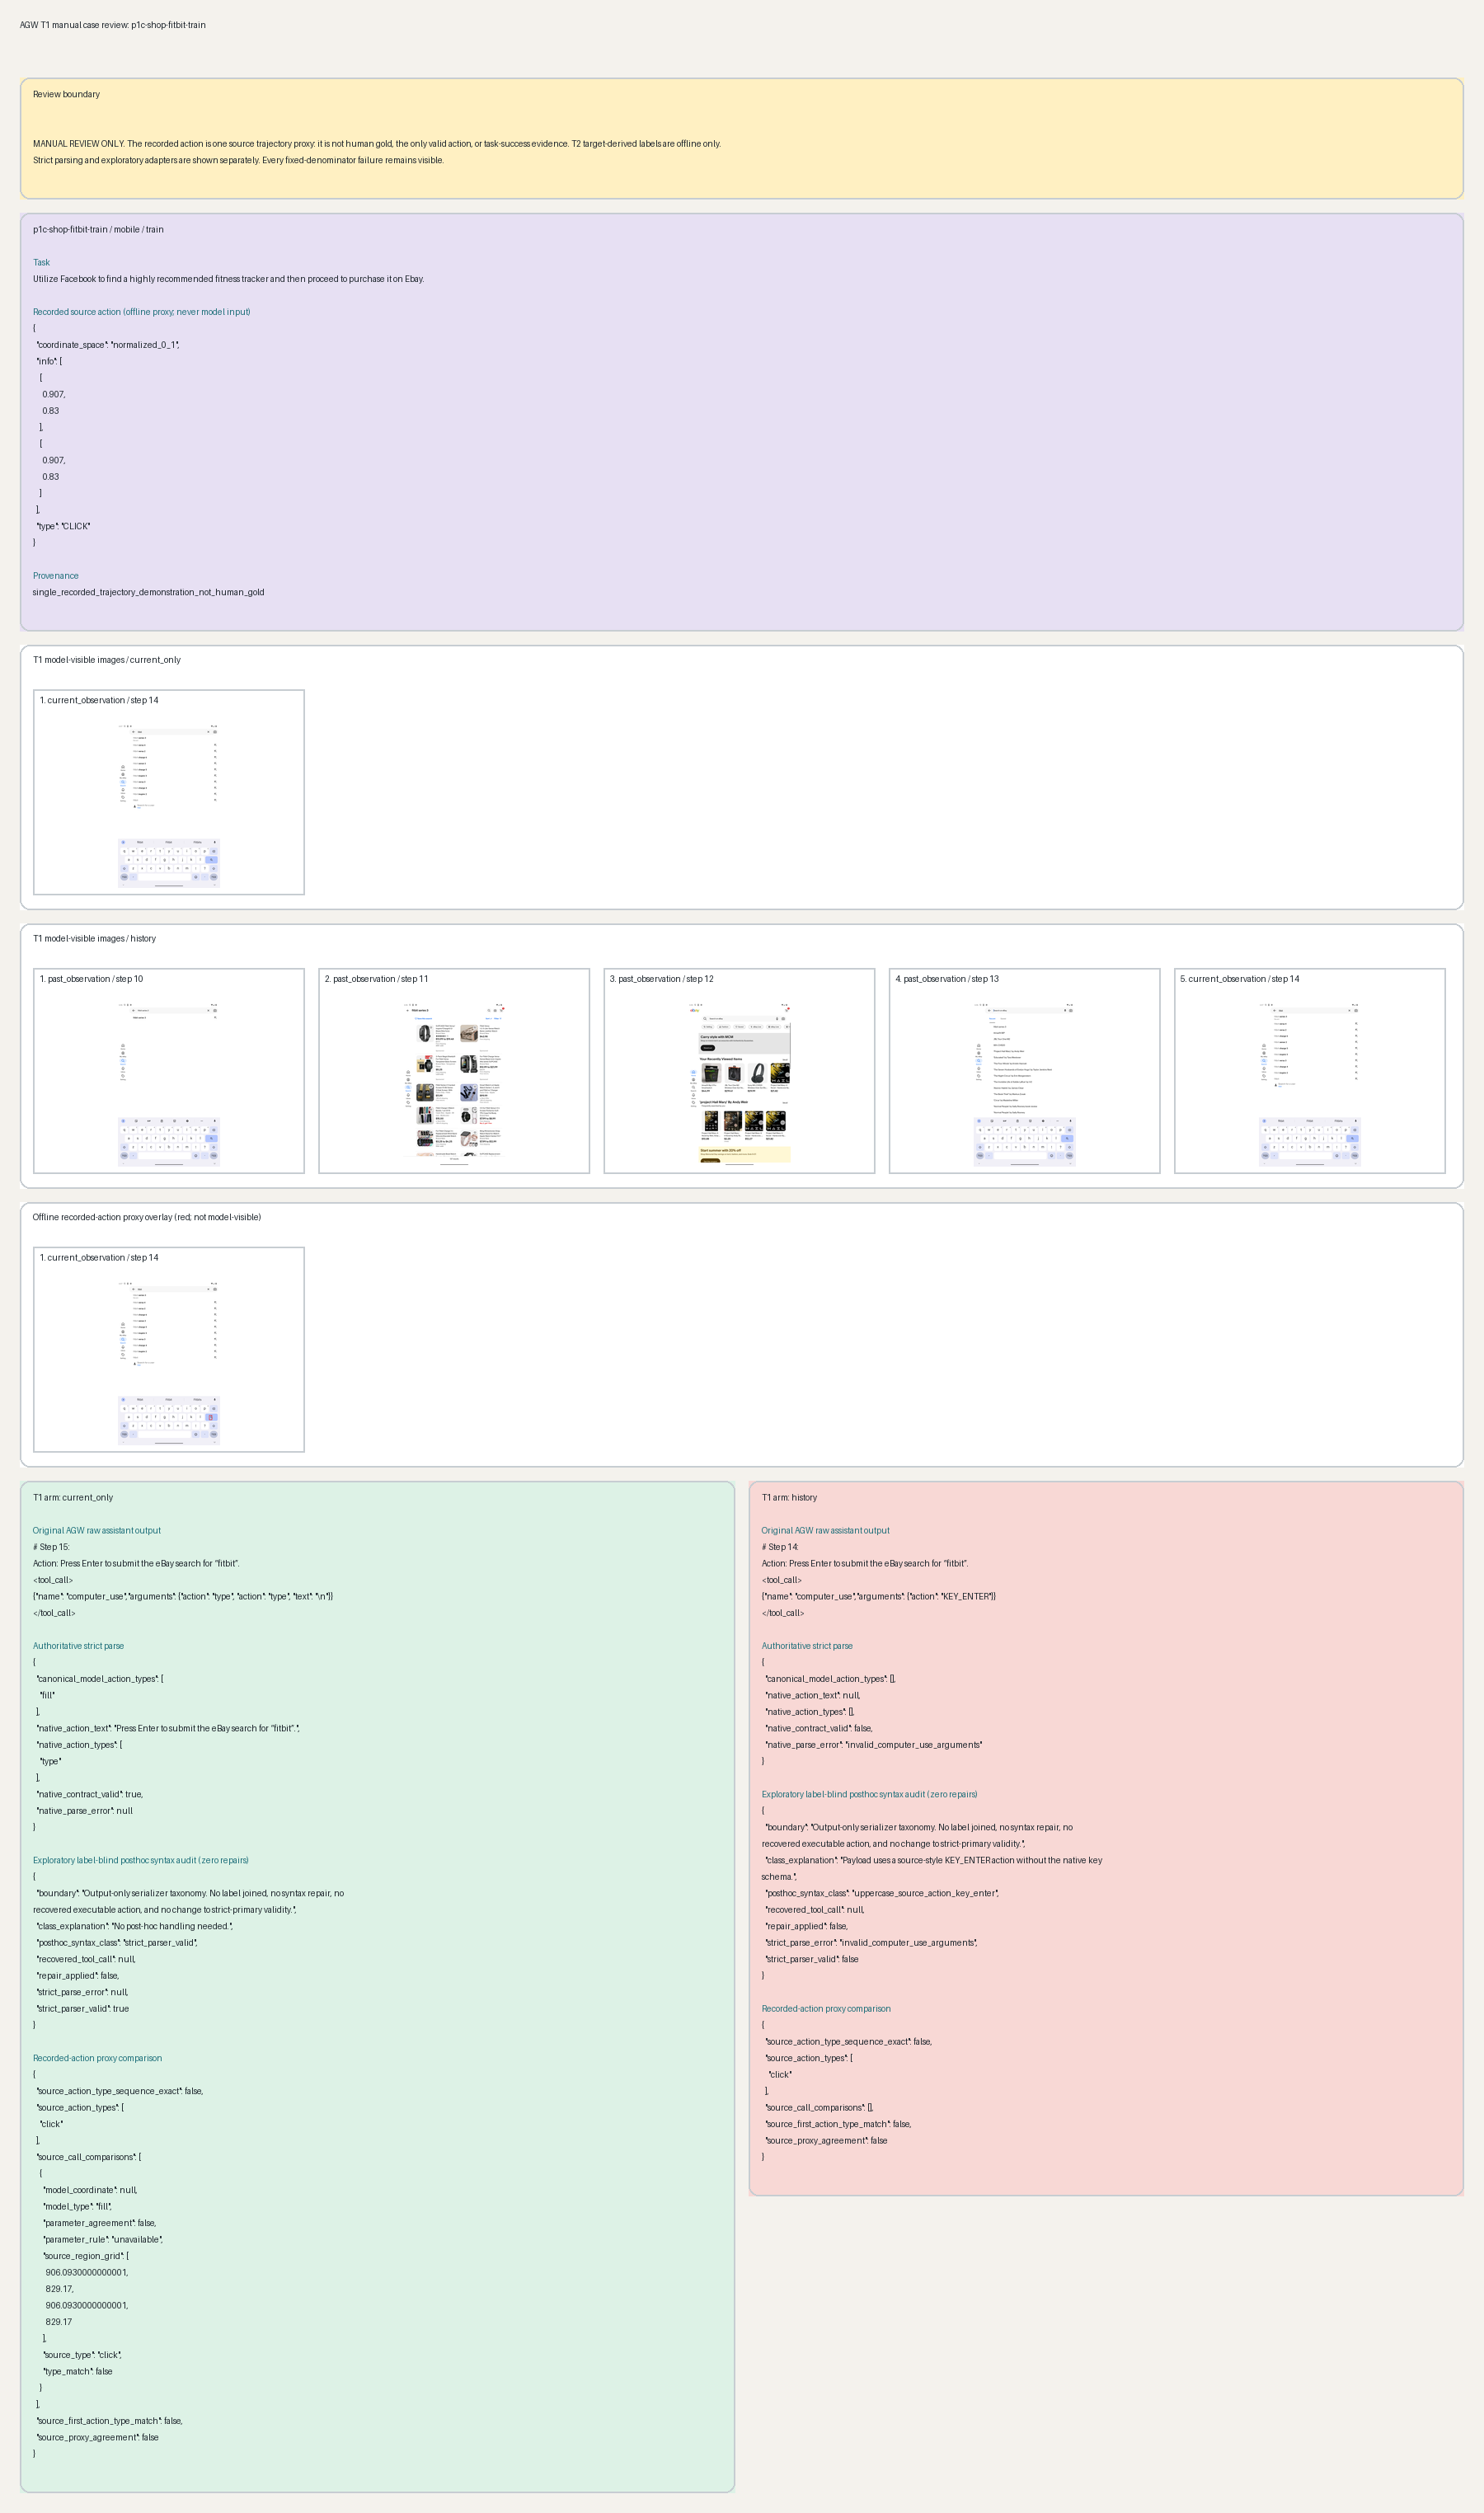 AGW T1 manual case review: p1c-shop-fitbit-train
Review boundary
MANUAL REVIEW ONLY. The recorded action is one source trajectory proxy: it is not human gold, the only valid action, or task-success evidence. T2 target-derived labels are offline only.
Strict parsing and exploratory adapters are shown separately. Every fixed-denominator failure remains visible.
p1c-shop-fitbit-train / mobile / train
Task
Utilize Facebook to find a highly recommended fitness tracker and then proceed to purchase it on Ebay.
Recorded source action (offline proxy; never model input)
{
"coordinate_space": "normalized_0_1",
"info": [
[
0.907,
0.83
],
[
0.907,
0.83
]
],
"type": "CLICK"
}
Provenance
single_recorded_trajectory_demonstration_not_human_gold
T1 model-visible images / current_only
1. current_observation / step 14
T1 model-visible images / history
1. past_observation / step 10
2. past_observation / step 11
3. past_observation / step 12
4. past_observation / step 13
5. current_observation / step 14
Offline recorded-action proxy overlay (red; not model-visible)
1. current_observation / step 14
T1 arm: current_only
Original AGW raw assistant output
# Step 15:
Action: Press Enter to submit the eBay search for “fitbit”.
<tool_call>
{"name": "computer_use", "arguments": {"action": "type", "action": "type", "text": "\n"}}
</tool_call>
Authoritative strict parse
{
"canonical_model_action_types": [
"fill"
],
"native_action_text": "Press Enter to submit the eBay search for “fitbit”.",
"native_action_types": [
"type"
],
"native_contract_valid": true,
"native_parse_error": null
}
Exploratory label-blind posthoc syntax audit (zero repairs)
{
"boundary": "Output-only serializer taxonomy. No label joined, no syntax repair, no
recovered executable action, and no change to strict-primary validity.",
"class_explanation": "No post-hoc handling needed.",
"posthoc_syntax_class": "strict_parser_valid",
"recovered_tool_call": null,
"repair_applied": false,
"strict_parse_error": null,
"strict_parser_valid": true
}
Recorded-action proxy comparison
{
"source_action_type_sequence_exact": false,
"source_action_types": [
"click"
],
"source_call_comparisons": [
{
"model_coordinate": null,
"model_type": "fill",
"parameter_agreement": false,
"parameter_rule": "unavailable",
"source_region_grid": [
906.0930000000001,
829.17,
906.0930000000001,
829.17
],
"source_type": "click",
"type_match": false
}
],
"source_first_action_type_match": false,
"source_proxy_agreement": false
}
T1 arm: history
Original AGW raw assistant output
# Step 14:
Action: Press Enter to submit the eBay search for “fitbit”.
<tool_call>
{"name": "computer_use", "arguments": {"action": "KEY_ENTER"}}
</tool_call>
Authoritative strict parse
{
"canonical_model_action_types": [],
"native_action_text": null,
"native_action_types": [],
"native_contract_valid": false,
"native_parse_error": "invalid_computer_use_arguments"
}
Exploratory label-blind posthoc syntax audit (zero repairs)
{
"boundary": "Output-only serializer taxonomy. No label joined, no syntax repair, no
recovered executable action, and no change to strict-primary validity.",
"class_explanation": "Payload uses a source-style KEY_ENTER action without the native key
schema.",
"posthoc_syntax_class": "uppercase_source_action_key_enter",
"recovered_tool_call": null,
"repair_applied": false,
"strict_parse_error": "invalid_computer_use_arguments",
"strict_parser_valid": false
}
Recorded-action proxy comparison
{
"source_action_type_sequence_exact": false,
"source_action_types": [
"click"
],
"source_call_comparisons": [],
"source_first_action_type_match": false,
"source_proxy_agreement": false
}